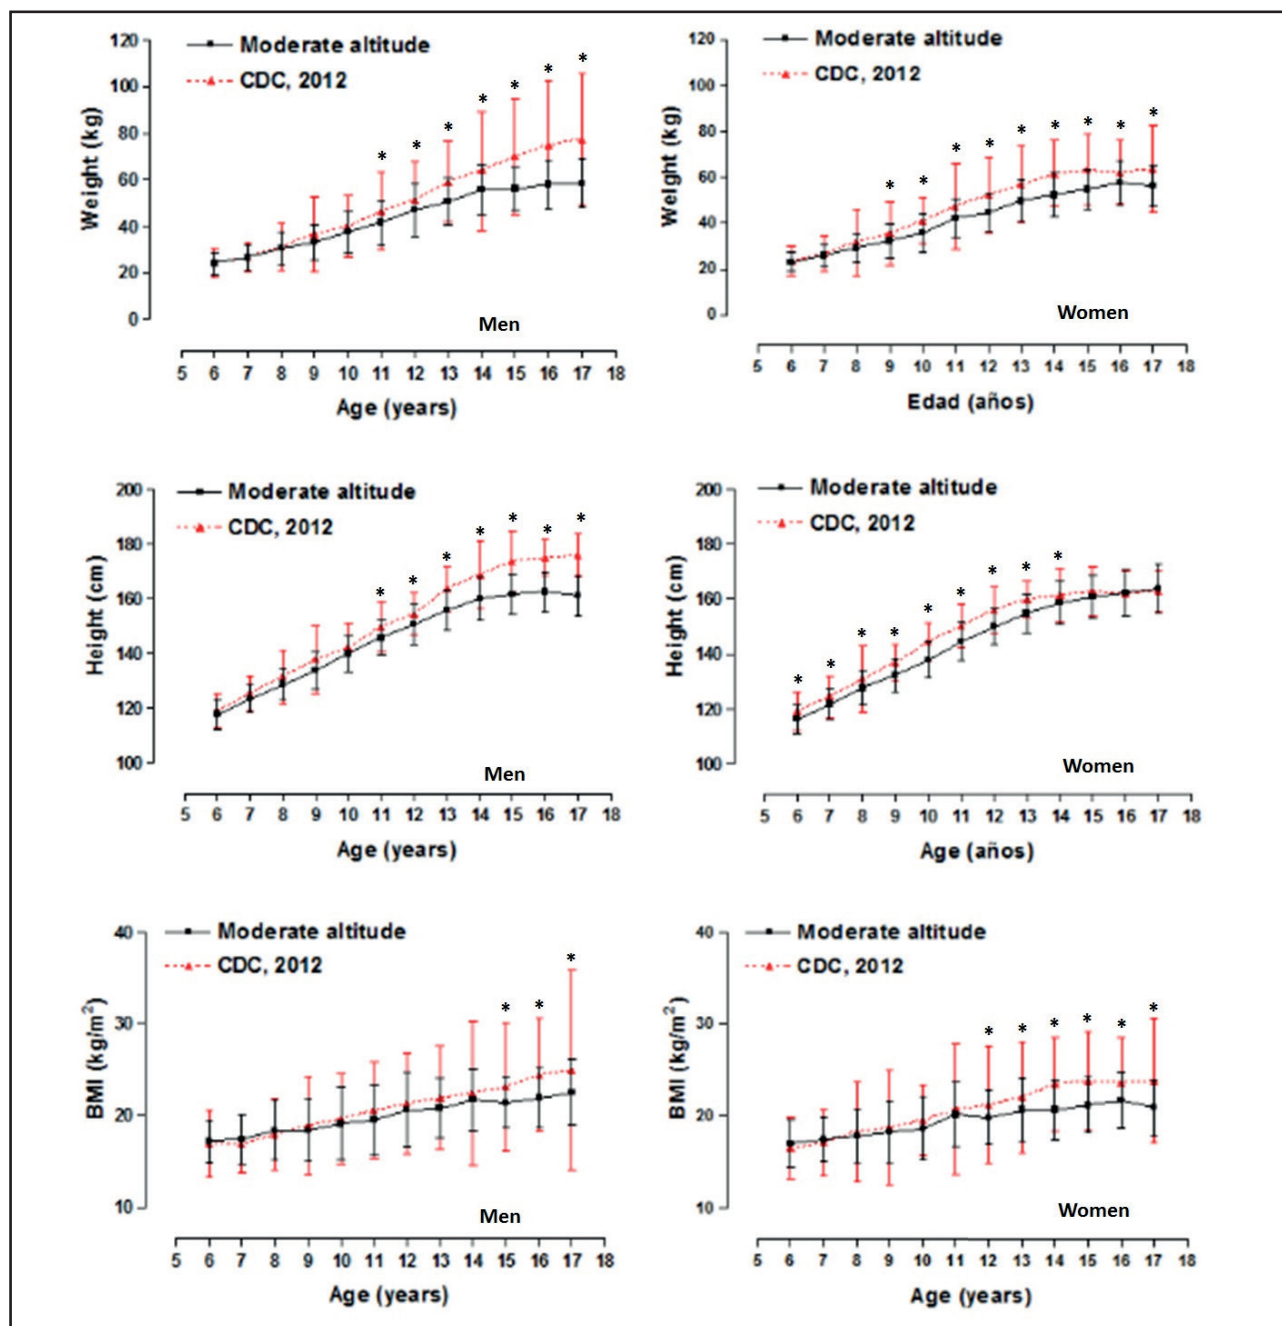 Moderate altitude
CDC, 2012
Weight (kg)
120
100
80
60
40
20
0
* * * * * * *
Men
5 6 7 8 9 10 11 12 13 14 15 16 17 18
Age (years)
Moderate altitude
CDC, 2012
Weight (kg)
120
100
80
60
40
20
0
* * * * * * * * *
Women
5 6 7 8 9 10 11 12 13 14 15 16 17 18
Edad (años)
Moderate altitude
CDC, 2012
Height (cm)
200
180
160
140
120
100
* * * * * * *
Men
5 6 7 8 9 10 11 12 13 14 15 16 17 18
Age (years)
Moderate altitude
CDC, 2012
Height (cm)
200
180
160
140
120
100
* * * * * * * * *
Women
5 6 7 8 9 10 11 12 13 14 15 16 17 18
Age (años)
Moderate altitude
CDC, 2012
BMI (kg/m²)
40
30
20
10
* * *
Men
5 6 7 8 9 10 11 12 13 14 15 16 17 18
Age (years)
Moderate altitude
CDC, 2012
BMI (kg/m²)
40
30
20
10
* * * * * *
Women
5 6 7 8 9 10 11 12 13 14 15 16 17 18
Age (years)